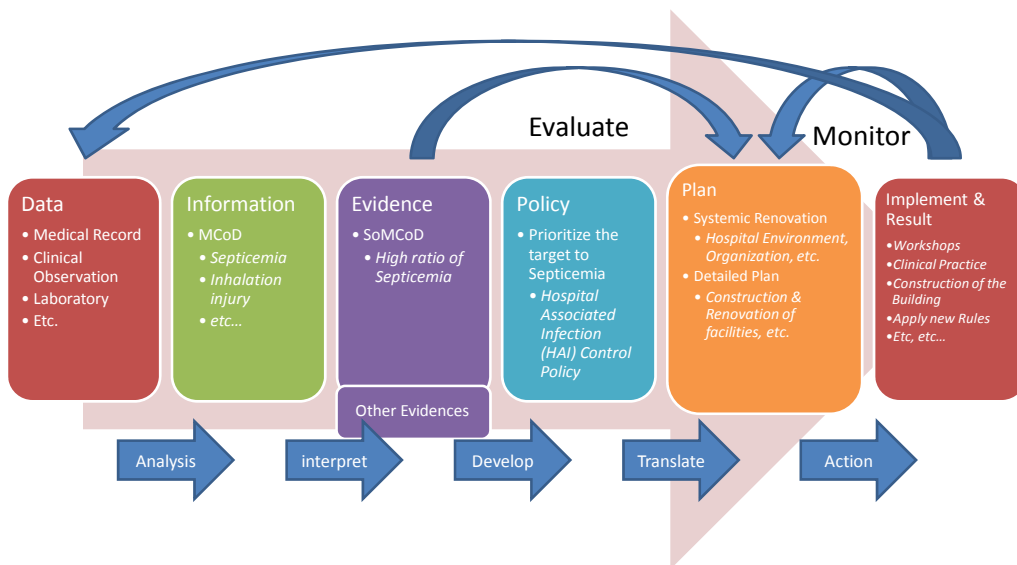 Evaluate
Monitor
Data
• Medical Record
• Clinical
Observation
• Laboratory
• Etc.
Information
• MCoD
• Septicemia
• Inhalation
injury
• etc…
Evidence
• SoMCoD
• High ratio of
Septicemia
Other Evidences
Policy
• Prioritize the
target to
Septicemia
• Hospital
Associated
Infection
(HAI) Control
Policy
Plan
• Systemic Renovation
• Hospital Environment,
Organization, etc.
• Detailed Plan
• Construction &
Renovation of
facilities, etc.
Implement &
Result
•Workshops
•Clinical Practice
•Construction of the
Building
•Apply new Rules
•Etc, etc…
Analysis
interpret
Develop
Translate
Action